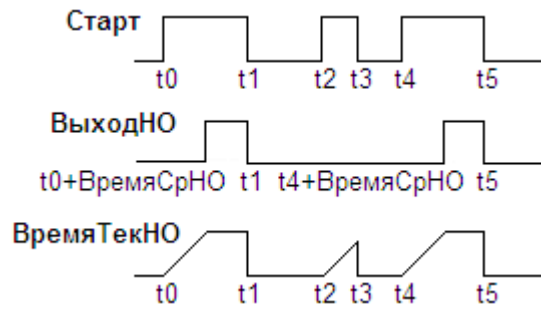 Старт
t0 t1 t2 t3 t4 t5
ВыходНО
t0+ВремяСрНО t1 t4+ВремяСрНО t5
ВремяТекНО
t0 t1 t2 t3 t4 t5